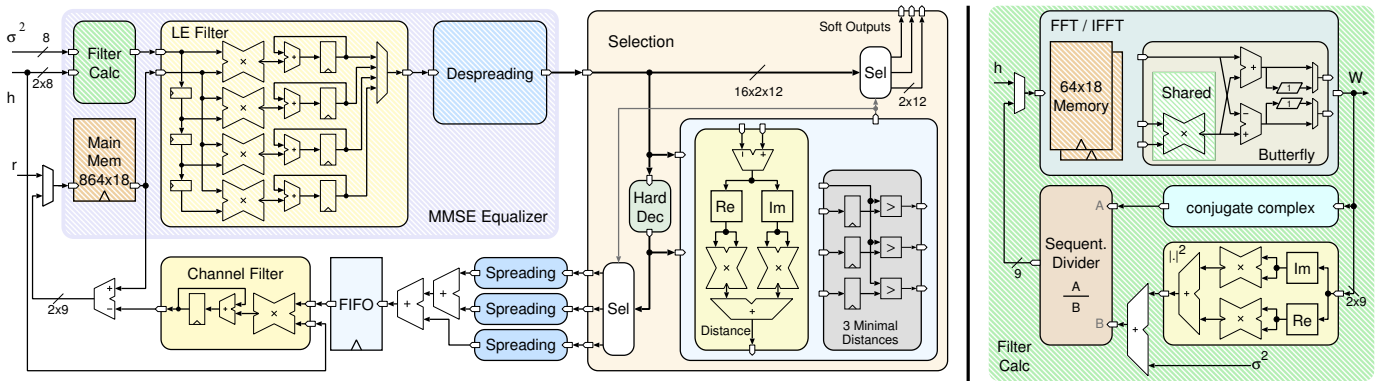 σ²
8
h
2x8
r
Filter
Calc
Main
Mem
864x18
LE Filter
×
+
×
+
×
+
×
+
Despreading
MMSE Equalizer
Selection
16x2x12
Soft Outputs
Sel
2x12
Hard
Dec
− +
Re
Im
×
×
+
Distance
>
>
>
3 Minimal
Distances
Channel Filter
+
×
+
−
2x9
FIFO
+
+
Spreading
Spreading
Spreading
Sel
h
FFT / IFFT
64x18
Memory
Shared
×
+
−
+
1
1
Butterfly
W
A
conjugate complex
Sequent.
Divider
A
B
B
9
|.|²
+
×
×
Im
Re
2x9
+
σ²
Filter
Calc